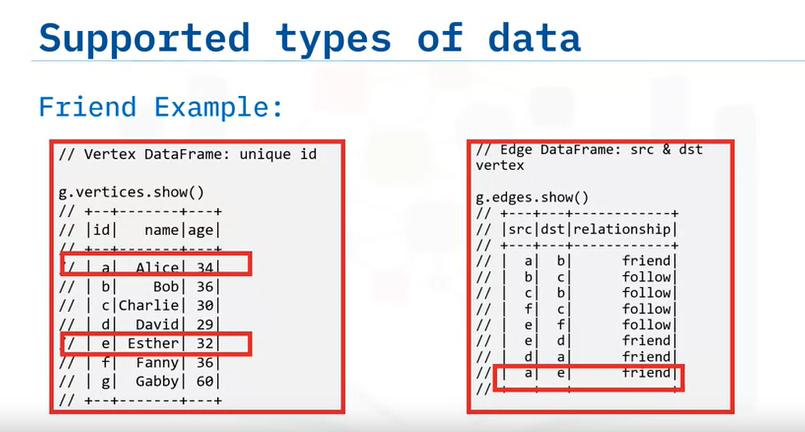 Supported types of data
Friend Example:
// Vertex DataFrame: unique id
g.vertices.show()
// +--+-------+---+
// |id|   name|age|
// +--+-------+---+
// | a|  Alice| 34|
// | b|    Bob| 36|
// | c|Charlie| 30|
// | d|  David| 29|
// | e| Esther| 32|
// | f|  Fanny| 36|
// | g|  Gabby| 60|
// +--+-------+---+
// Edge DataFrame: src & dst
vertex
g.edges.show()
// +---+---+------------+
// |src|dst|relationship|
// +---+---+------------+
// |  a|  b|      friend|
// |  b|  c|      follow|
// |  c|  b|      follow|
// |  f|  c|      follow|
// |  e|  f|      follow|
// |  e|  d|      friend|
// |  d|  a|      friend|
// |  a|  e|      friend|
// +---+---+------------+